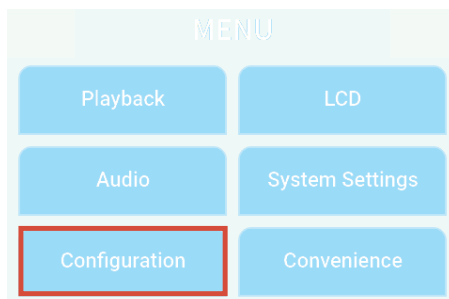 MENU
Playback
LCD
Audio
System Settings
Configuration
Convenience